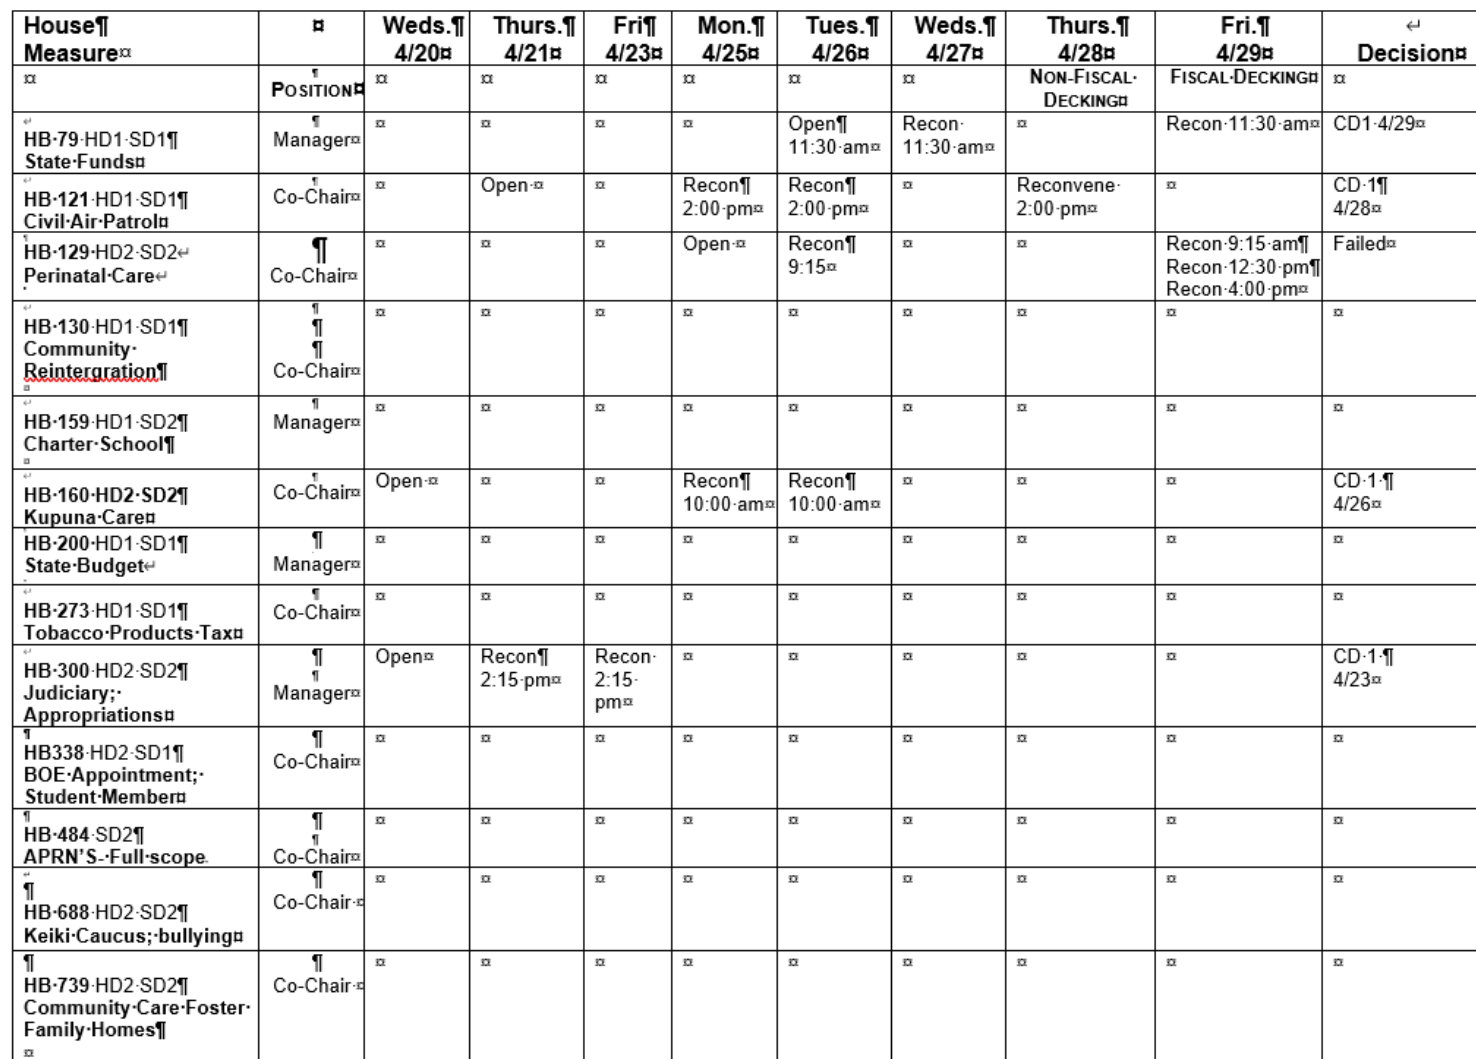 House¶ ¤ Weds.¶ Thurs.¶ Fri¶ Mon.¶ Tues.¶ Weds.¶ Thurs.¶ Fri.¶ ↵
Measure¤ 4/20¤ 4/21¤ 4/23¤ 4/25¤ 4/26¤ 4/27¤ 4/28¤ 4/29¤ Decision¤
¤ ¶ ¤ ¤ ¤ ¤ ¤ ¤ NON-FISCAL· FISCAL·DECKING¤ ¤
POSITION¤ DECKING¤
↵ ¶ ¤ ¤ ¤ ¤ Open¶ Recon· ¤ Recon·11:30·am¤ CD1·4/29¤
HB·79·HD1·SD1¶ Manager¤ 11:30·am¤ 11:30·am¤
State·Funds¤
↵ ¶ ¤ Open·¤ ¤ Recon¶ Recon¶ ¤ Reconvene· ¤ CD·1¶
HB·121·HD1·SD1¶ Co-Chair¤ 2:00·pm¤ 2:00·pm¤ 2:00·pm¤ 4/28¤
Civil·Air·Patrol¤
¶ ¶ ¤ ¤ ¤ Open·¤ Recon¶ ¤ ¤ Recon·9:15·am¶ Failed¤
HB·129·HD2·SD2↵ 9:15¤ Recon·12:30·pm¶
Perinatal·Care↵ Co-Chair¤ Recon·4:00·pm¤
↵ ¶ ¤ ¤ ¤ ¤ ¤ ¤ ¤ ¤ ¤
HB·130·HD1·SD1¶ ¶
Community· ¶
Reintergration¶ Co-Chair¤
¤
↵ ¶ ¤ ¤ ¤ ¤ ¤ ¤ ¤ ¤ ¤
HB·159·HD1·SD2¶ Manager¤
Charter·School¶
¤
↵ ¶ Open·¤ ¤ ¤ Recon¶ Recon¶ ¤ ¤ ¤ CD·1·¶
HB·160·HD2·SD2¶ Co-Chair¤ 10:00·am¤ 10:00·am¤ 4/26¤
Kupuna·Care¤
HB·200·HD1·SD1¶ ¶ ¤ ¤ ¤ ¤ ¤ ¤ ¤ ¤ ¤
State·Budget↵ Manager¤
↵ ¶ ¤ ¤ ¤ ¤ ¤ ¤ ¤ ¤ ¤
HB·273·HD1·SD1¶ Co-Chair¤
Tobacco·Products·Tax¤
↵ ¶ Open¤ Recon¶ Recon· ¤ ¤ ¤ ¤ ¤ CD·1·¶
HB·300·HD2·SD2¶ ¶ 2:15·pm¤ 2:15· 4/23¤
Judiciary;· Manager¤ pm¤
Appropriations¤
¶ ¶ ¤ ¤ ¤ ¤ ¤ ¤ ¤ ¤ ¤
HB338·HD2·SD1¶ Co-Chair¤
BOE·Appointment;·
Student·Member¤
¶ ¶ ¤ ¤ ¤ ¤ ¤ ¤ ¤ ¤ ¤
HB·484·SD2¶ ¶
APRN'S-·Full·scope Co-Chair¤
↵ ¶ ¤ ¤ ¤ ¤ ¤ ¤ ¤ ¤ ¤
¶ Co-Chair·¤
HB·688·HD2·SD2¶
Keiki·Caucus;·bullying¤
¶ ¶ ¤ ¤ ¤ ¤ ¤ ¤ ¤ ¤ ¤
HB·739·HD2·SD2¶ Co-Chair·¤
Community·Care·Foster·
Family·Homes¶
¤